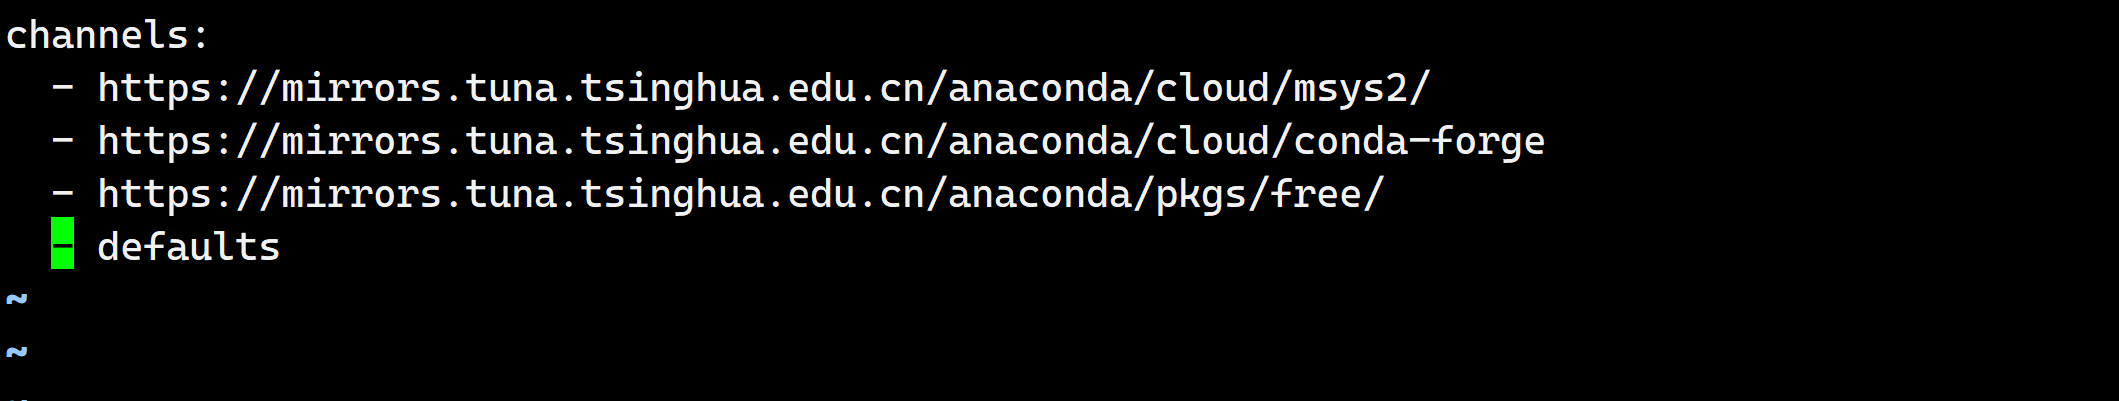 channels:
  - https://mirrors.tuna.tsinghua.edu.cn/anaconda/cloud/msys2/
  - https://mirrors.tuna.tsinghua.edu.cn/anaconda/cloud/conda-forge
  - https://mirrors.tuna.tsinghua.edu.cn/anaconda/pkgs/free/
  - defaults
~
~
~